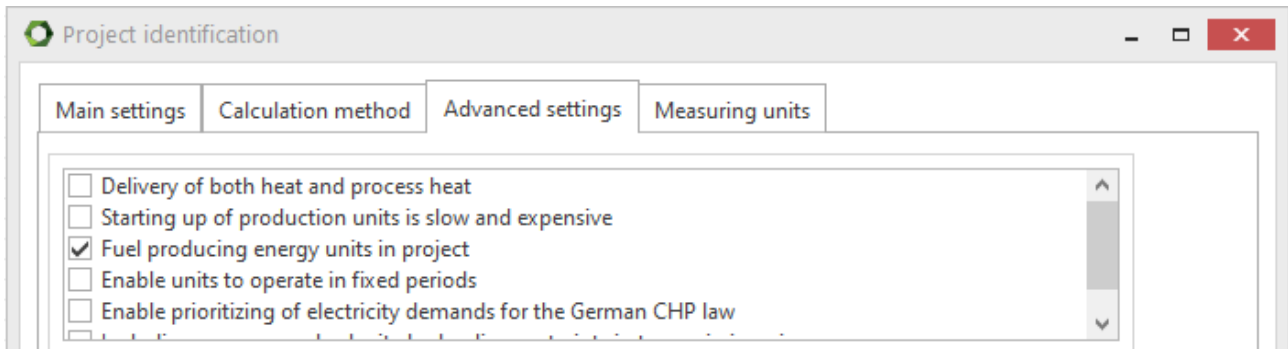 Project identification
Main settings Calculation method Advanced settings Measuring units
Delivery of both heat and process heat
Starting up of production units is slow and expensive
Fuel producing energy units in project
Enable units to operate in fixed periods
Enable prioritizing of electricity demands for the German CHP law